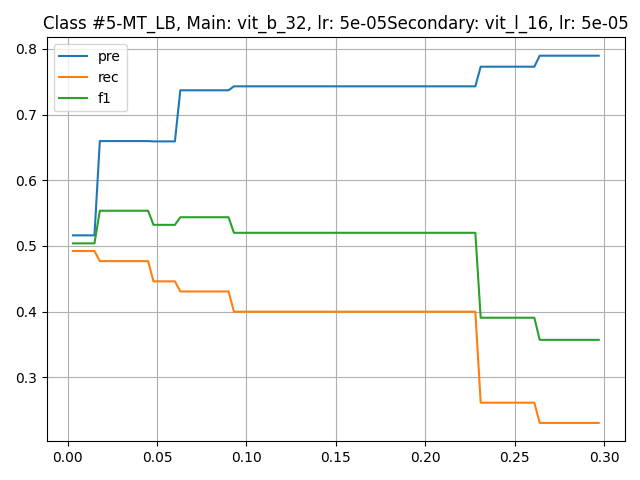 Class #5-MT_LB, Main: vit_b_32, lr: 5e-05Secondary: vit_l_16, lr: 5e-05
pre
rec
f1
0.8
0.7
0.6
0.5
0.4
0.3
0.00 0.05 0.10 0.15 0.20 0.25 0.30